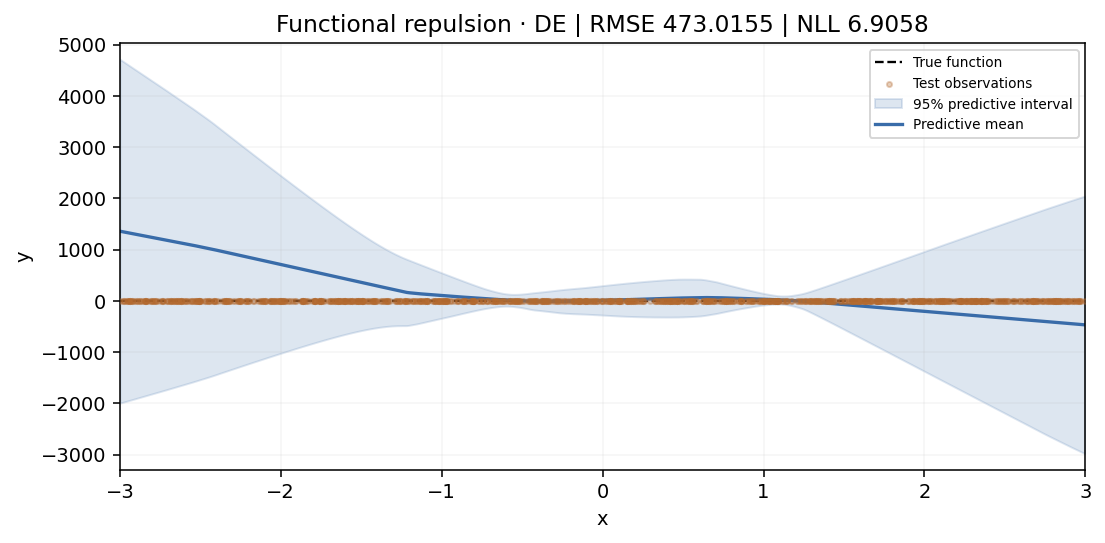 Functional repulsion · DE | RMSE 473.0155 | NLL 6.9058
True function
Test observations
95% predictive interval
Predictive mean
y
5000
4000
3000
2000
1000
0
−1000
−2000
−3000
−3
−2
−1
0
1
2
3
x